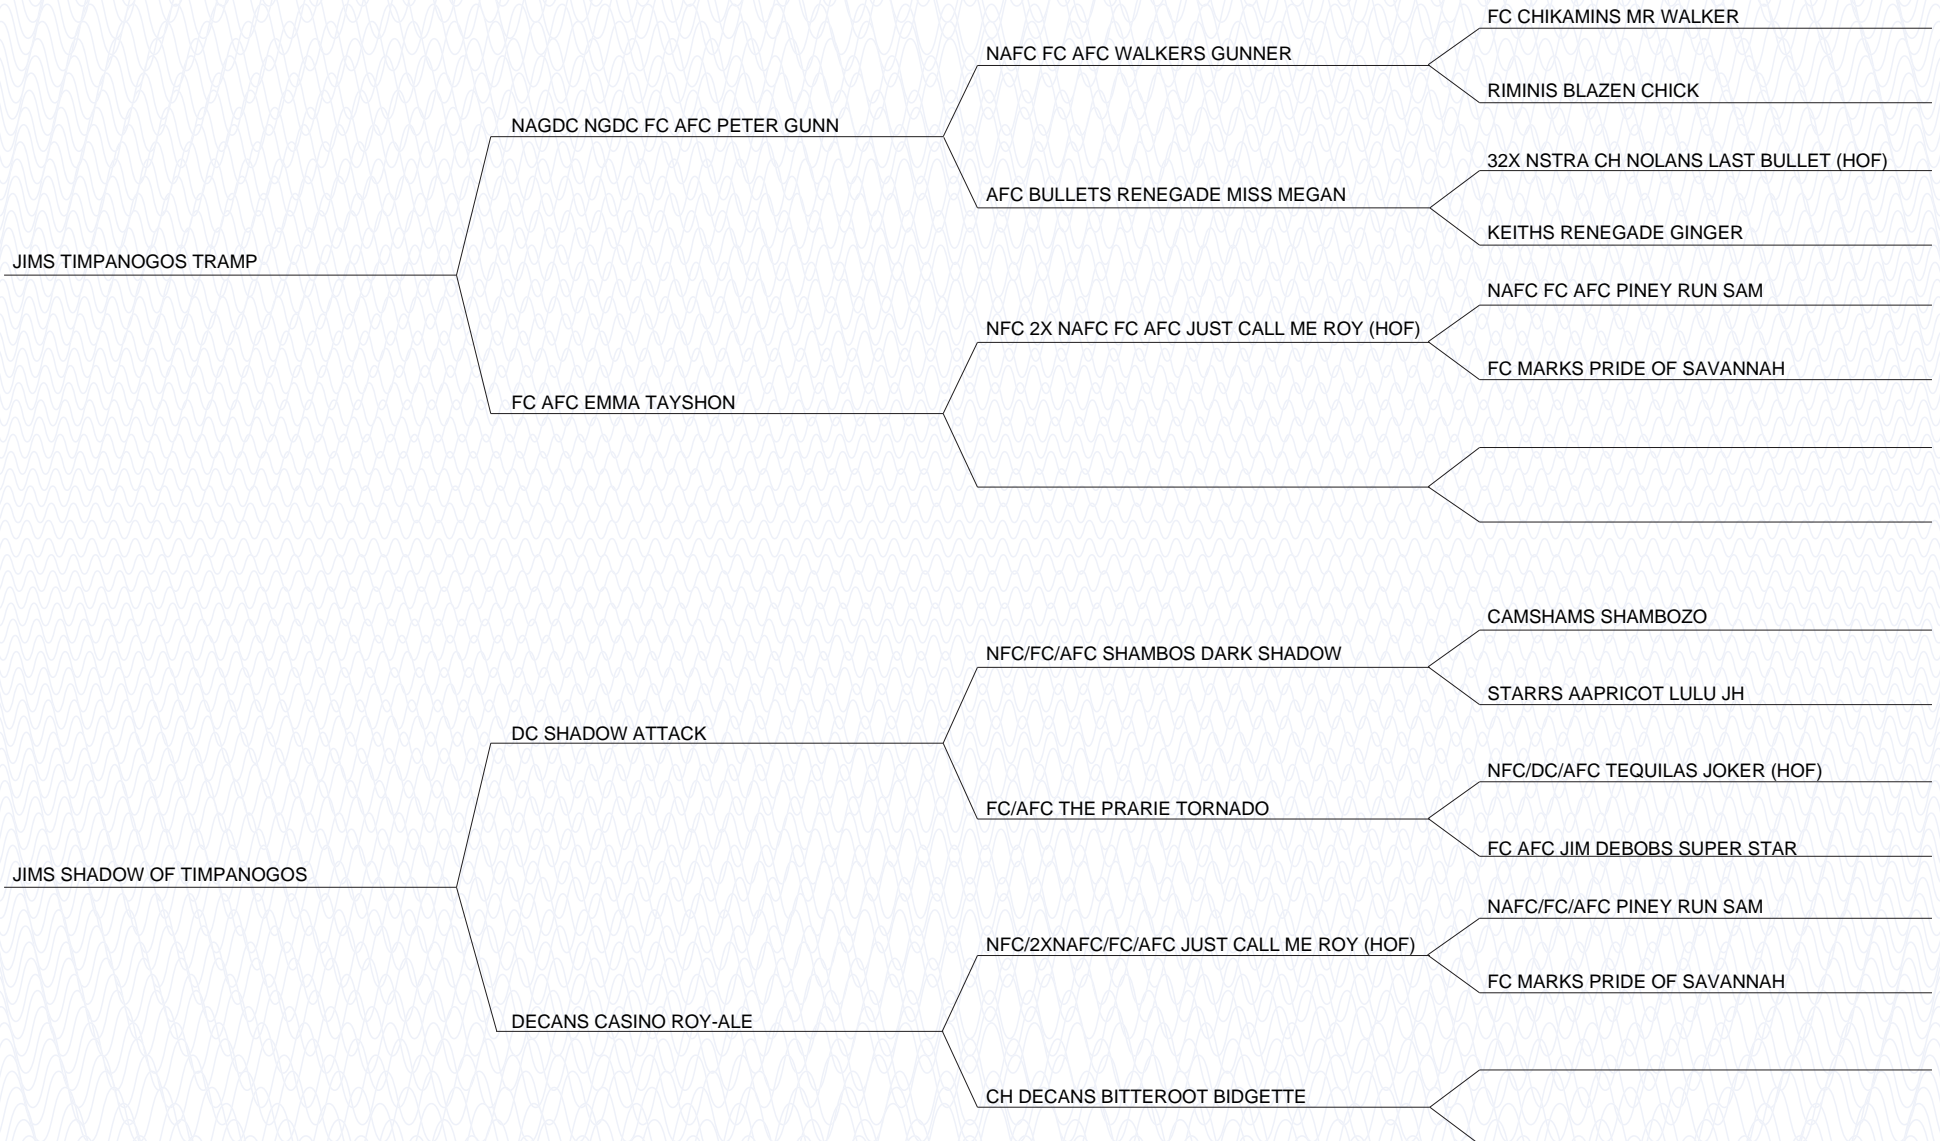 FC CHIKAMINS MR WALKER
NAFC FC AFC WALKERS GUNNER
RIMINIS BLAZEN CHICK
NAGDC NGDC FC AFC PETER GUNN
32X NSTRA CH NOLANS LAST BULLET (HOF)
AFC BULLETS RENEGADE MISS MEGAN
KEITHS RENEGADE GINGER
JIMS TIMPANOGOS TRAMP
NAFC FC AFC PINEY RUN SAM
NFC 2X NAFC FC AFC JUST CALL ME ROY (HOF)
FC MARKS PRIDE OF SAVANNAH
FC AFC EMMA TAYSHON
CAMSHAMS SHAMBOZO
NFC/FC/AFC SHAMBOS DARK SHADOW
STARRS AAPRICOT LULU JH
DC SHADOW ATTACK
NFC/DC/AFC TEQUILAS JOKER (HOF)
FC/AFC THE PRARIE TORNADO
FC AFC JIM DEBOBS SUPER STAR
JIMS SHADOW OF TIMPANOGOS
NAFC/FC/AFC PINEY RUN SAM
NFC/2XNAFC/FC/AFC JUST CALL ME ROY (HOF)
FC MARKS PRIDE OF SAVANNAH
DECANS CASINO ROY-ALE
CH DECANS BITTEROOT BIDGETTE